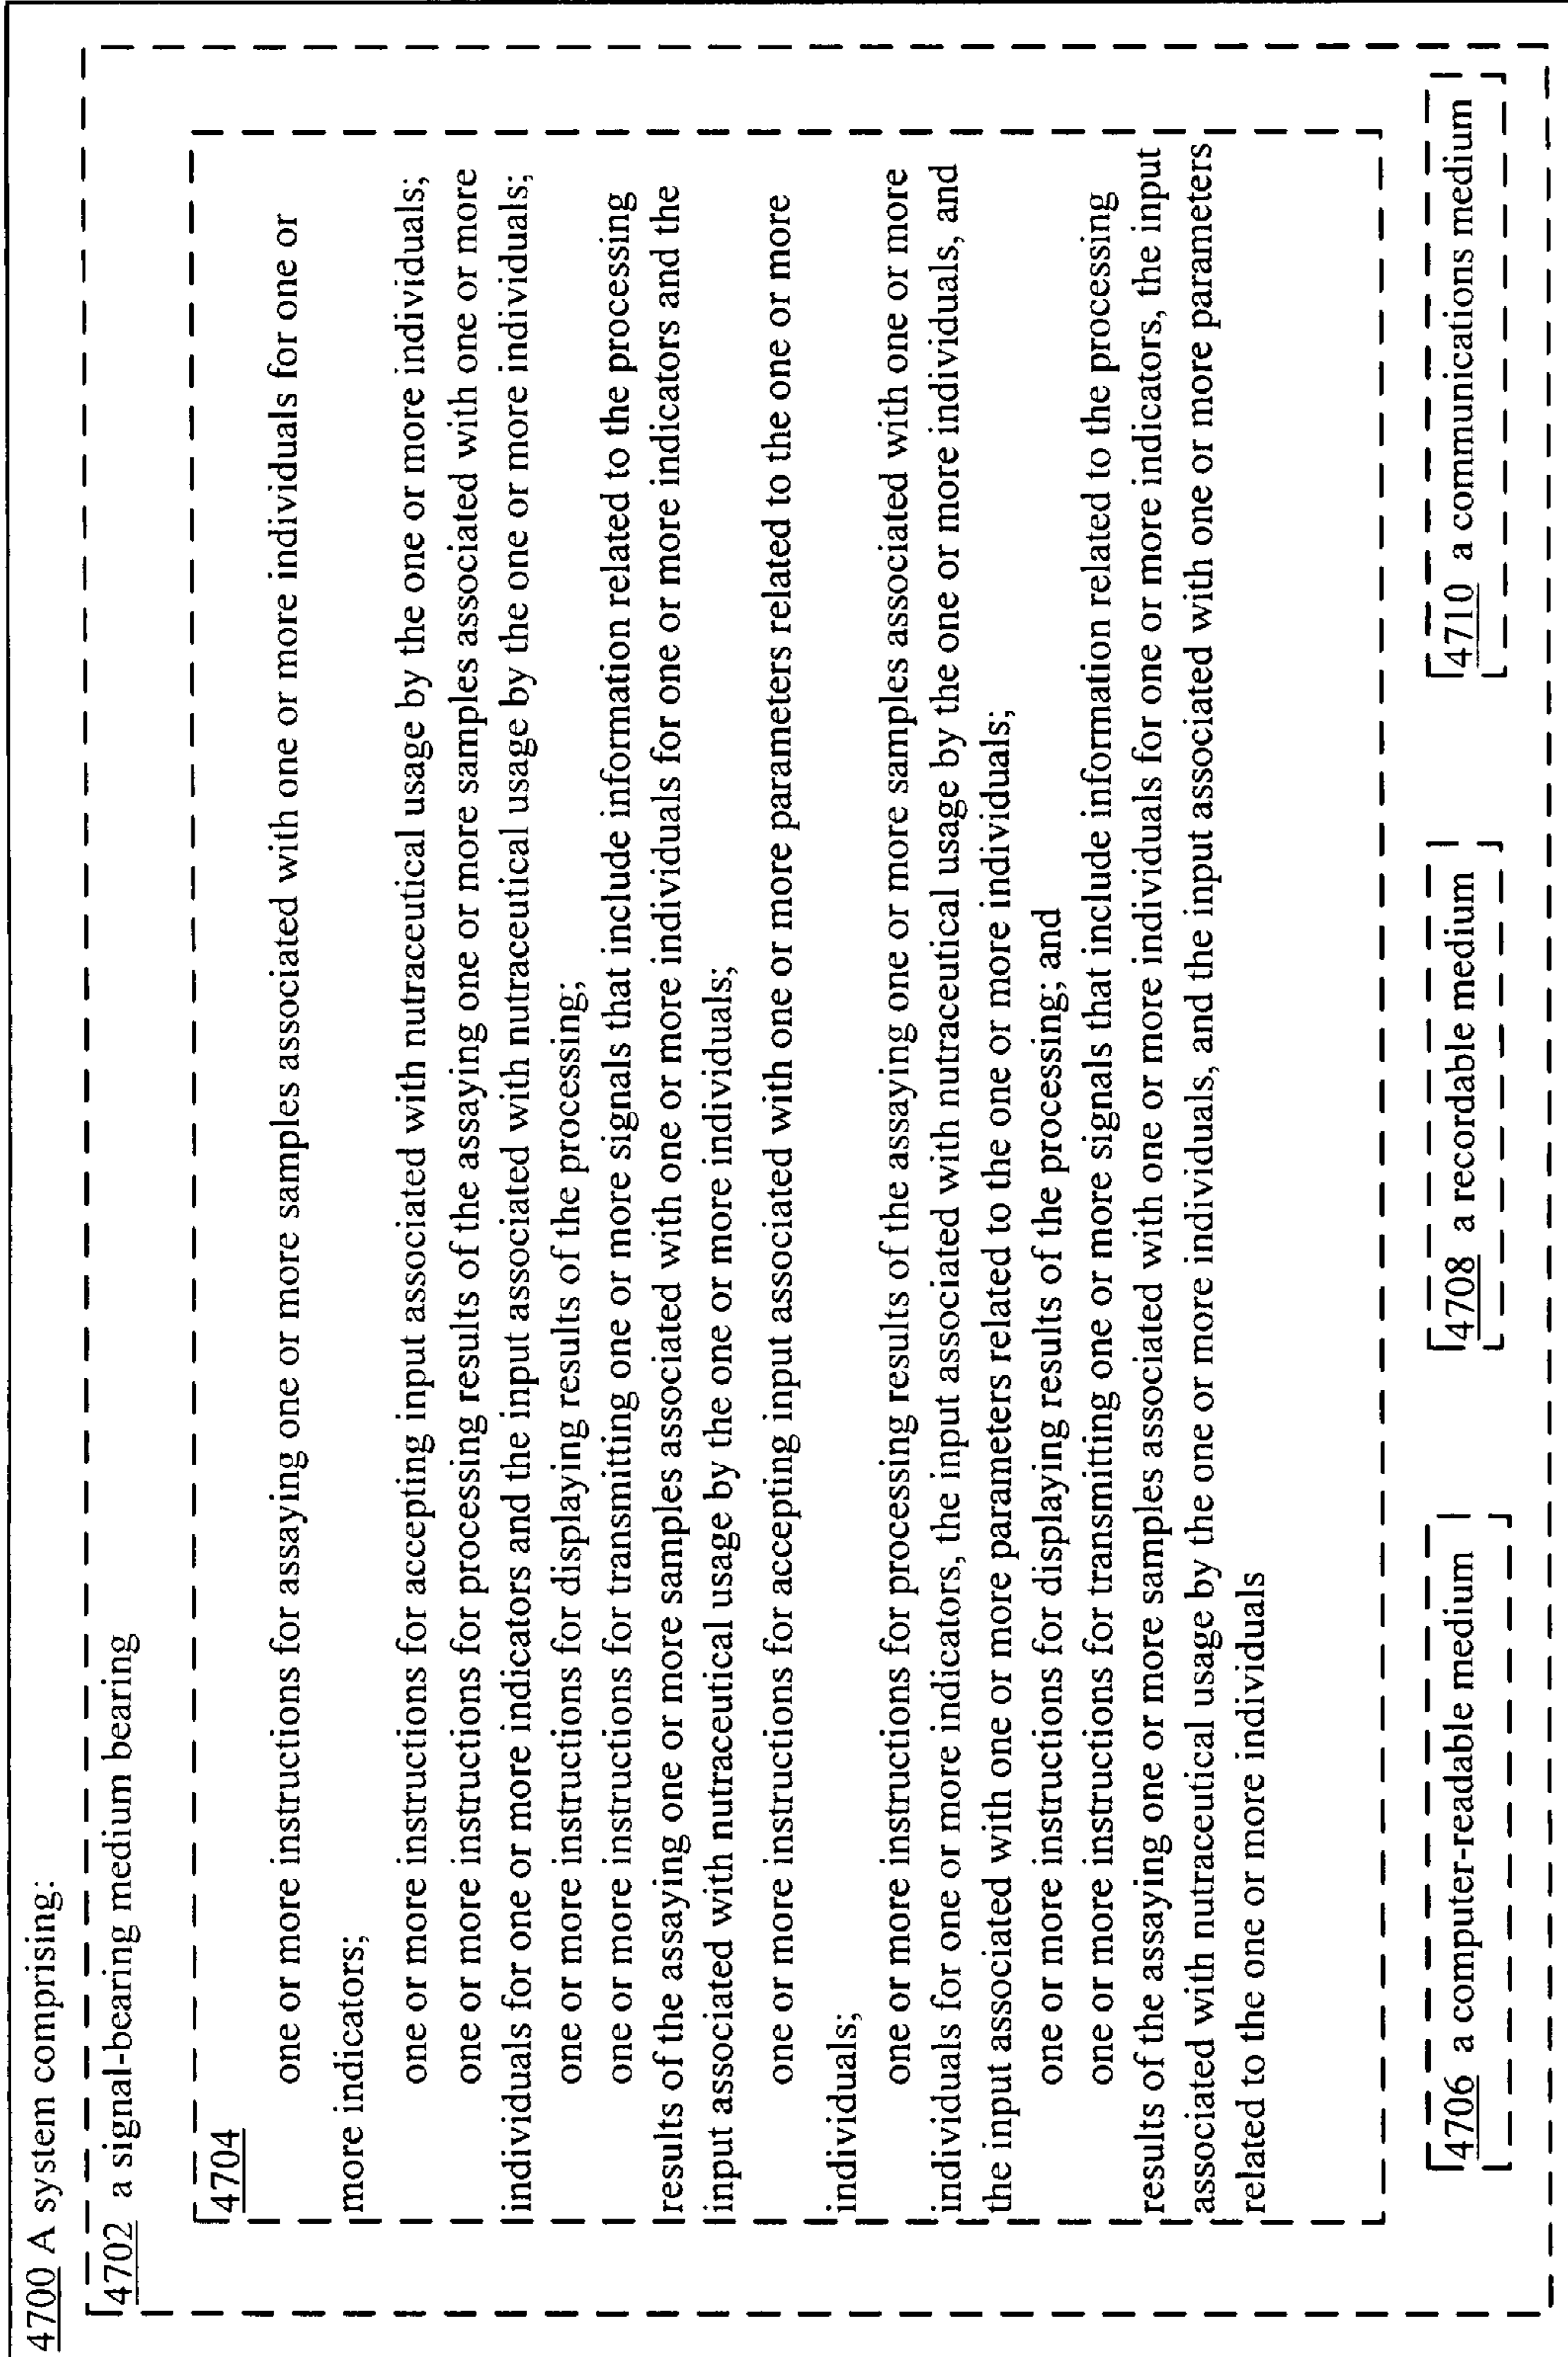 4700 A system comprising:
4702 a signal-bearing medium bearing
4704
one or more instructions for assaying one or more samples associated with one or more individuals for one or
more indicators;
one or more instructions for accepting input associated with nutraceutical usage by the one or more individuals;
one or more instructions for processing results of the assaying one or more samples associated with one or more
individuals for one or more indicators and the input associated with nutraceutical usage by the one or more individuals;
one or more instructions for displaying results of the processing;
one or more instructions for transmitting one or more signals that include information related to the processing
results of the assaying one or more samples associated with one or more individuals for one or more indicators and the
input associated with nutraceutical usage by the one or more individuals;
one or more instructions for accepting input associated with one or more parameters related to the one or more
individuals;
one or more instructions for processing results of the assaying one or more samples associated with one or more
individuals for one or more indicators, the input associated with nutraceutical usage by the one or more individuals, and
the input associated with one or more parameters related to the one or more individuals;
one or more instructions for displaying results of the processing; and
one or more instructions for transmitting one or more signals that include information related to the processing
results of the assaying one or more samples associated with one or more individuals for one or more indicators, the input
associated with nutraceutical usage by the one or more individuals, and the input associated with one or more parameters
related to the one or more individuals
4706 a computer-readable medium
4708 a recordable medium
4710 a communications medium